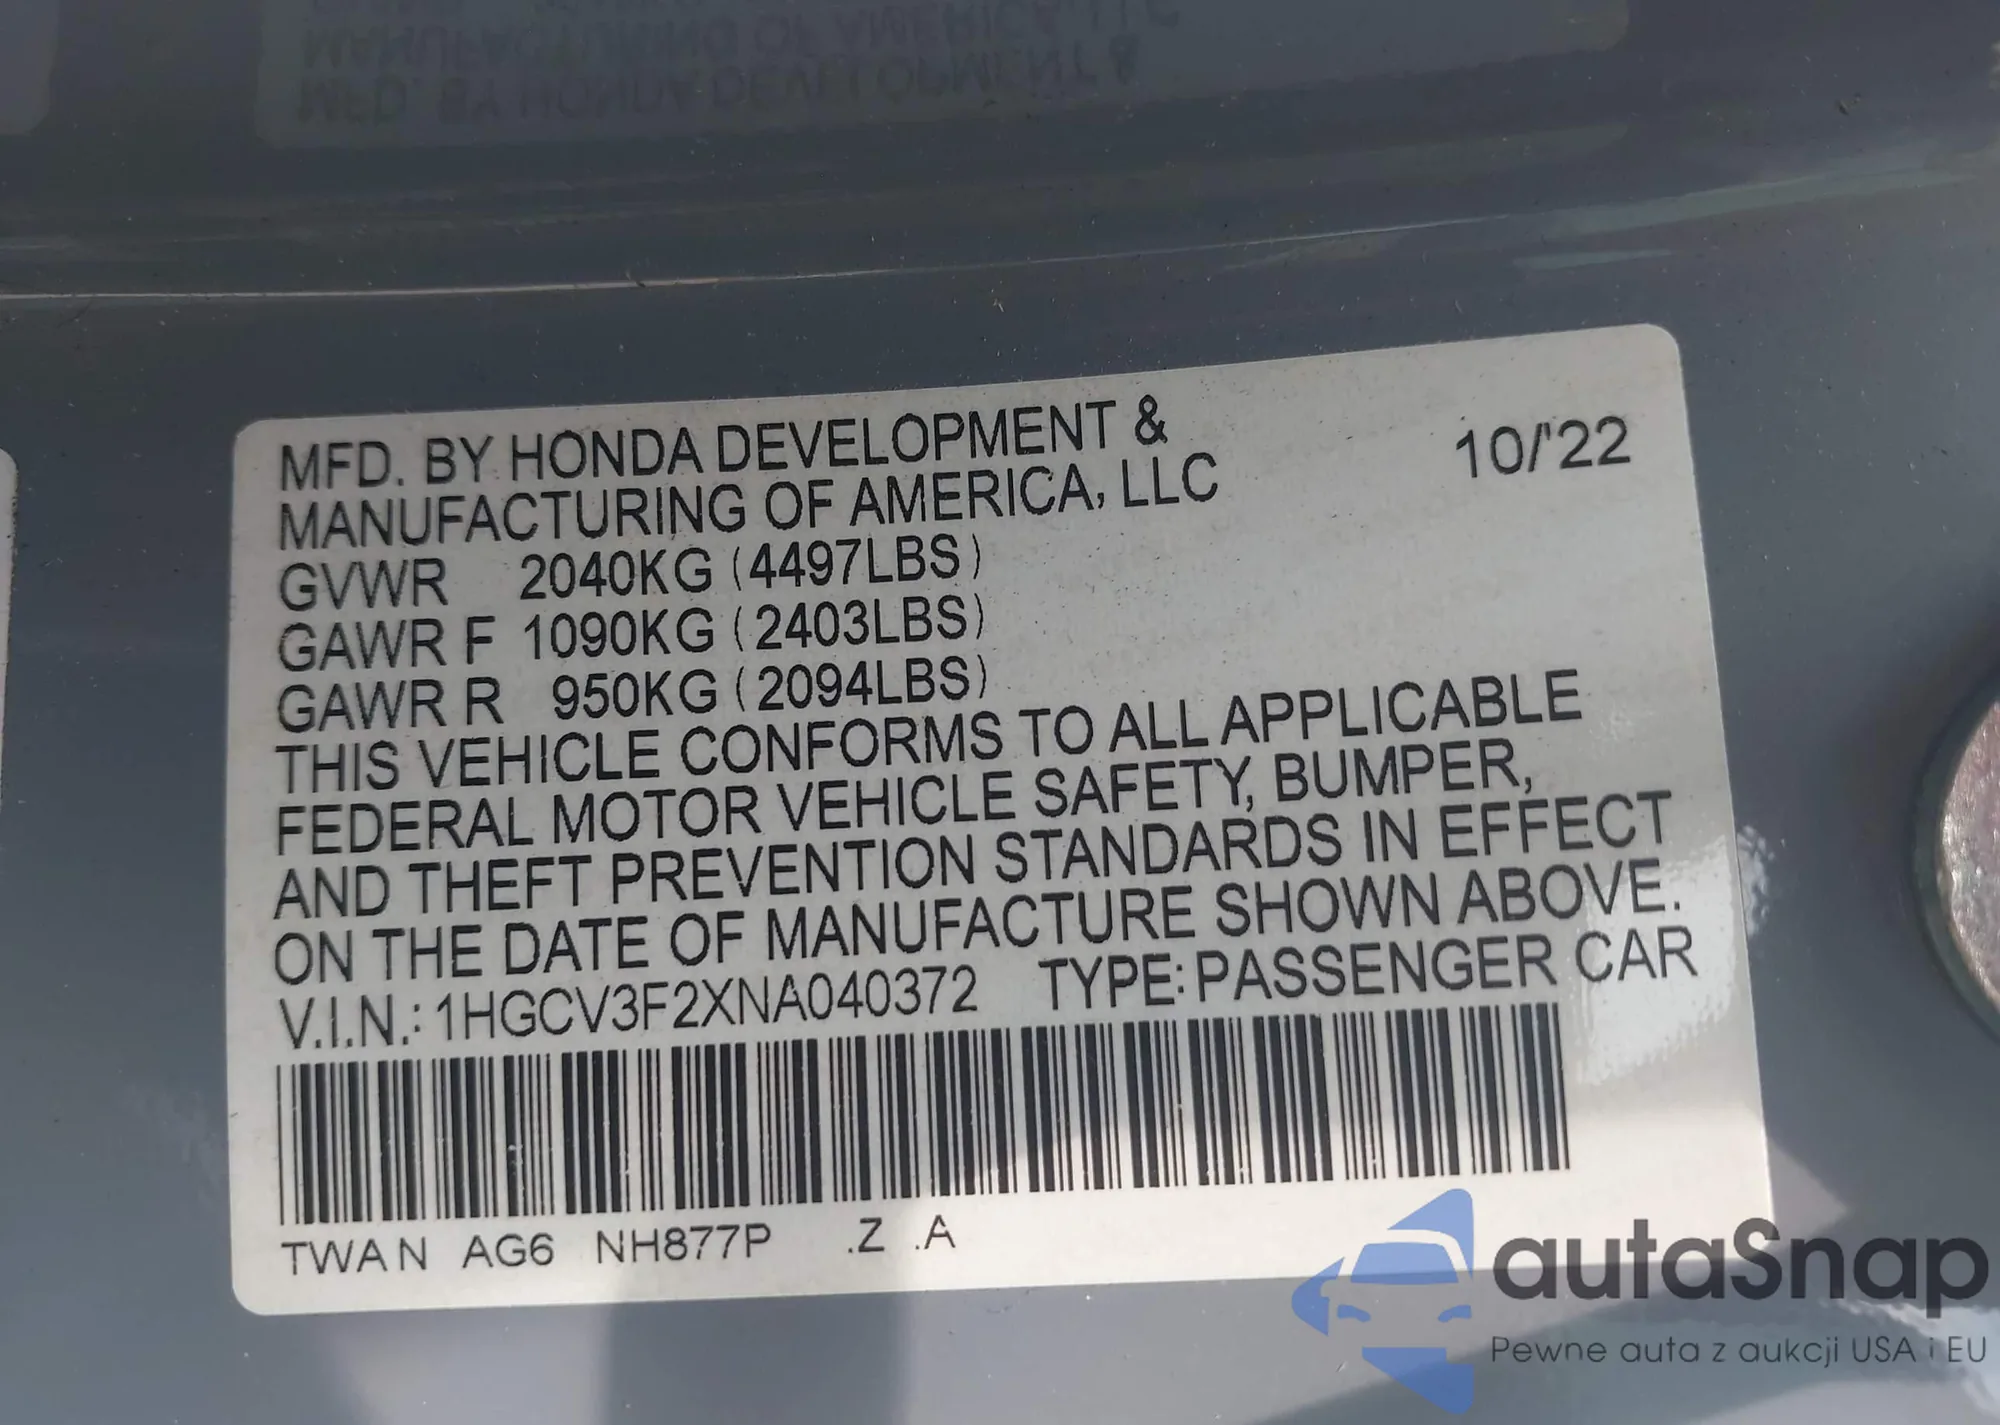 MFD. BY HONDA DEVELOPMENT &
MANUFACTURING OF AMERICA, LLC
10/'22
GVWR 2040KG (4497LBS)
GAWR F 1090KG (2403LBS)
GAWR R 950KG (2094LBS)
THIS VEHICLE CONFORMS TO ALL APPLICABLE
FEDERAL MOTOR VEHICLE SAFETY, BUMPER,
AND THEFT PREVENTION STANDARDS IN EFFECT
ON THE DATE OF MANUFACTURE SHOWN ABOVE.
V.I.N.: 1HGCV3F2XNA040372 TYPE: PASSENGER CAR
TWAN AG6 NH877P .Z .A
autaSnap
Pewne auta z aukcji USA i EU